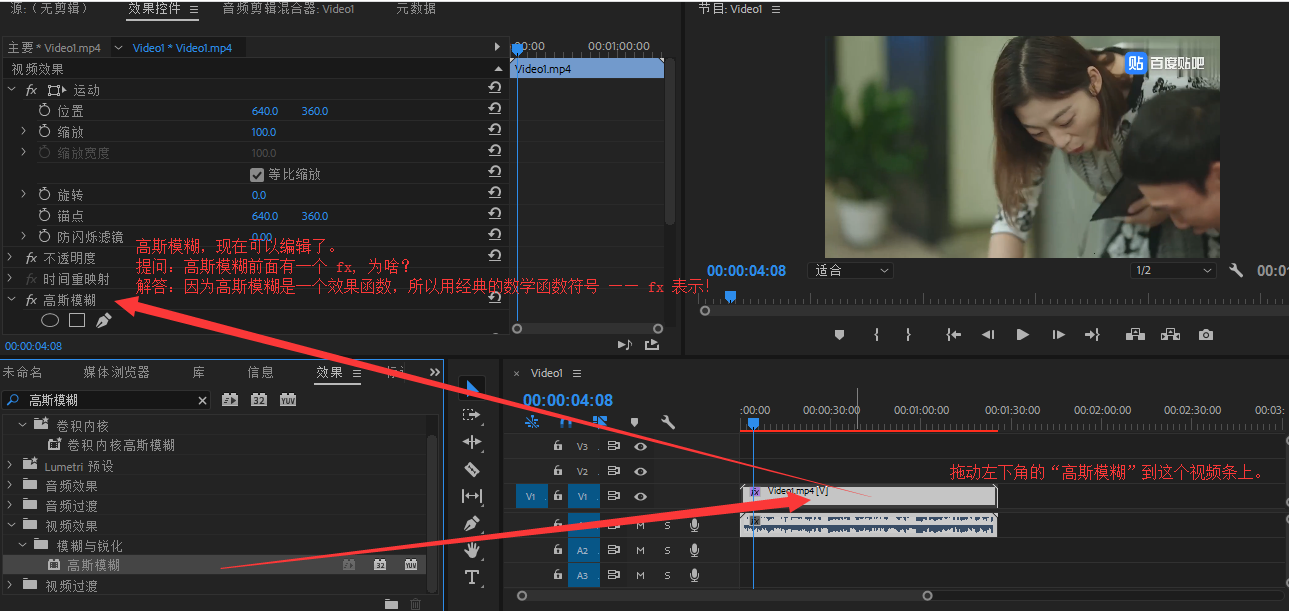 源:（无剪辑）
效果控件
音频剪辑混合器: Video1
元数据
主要 * Video1.mp4
Video1 * Video1.mp4
视频效果
fx 运动
位置 640.0 360.0
缩放 100.0
缩放宽度 100.0
等比缩放
旋转 0.0
锚点 640.0 360.0
防闪烁滤镜 0.00
fx 不透明度
fx 时间重映射
fx 高斯模糊
00:00:04:08
:00:00 00:01:00:00
Video1.mp4
高斯模糊，现在可以编辑了。
提问：高斯模糊前面有一个 fx, 为啥？
解答：因为高斯模糊是一个效果函数，所以用经典的数学函数符号 —— fx 表示！
节目: Video1
贴 百度贴吧
00:00:04:08
适合
1/2
00:0
未命名
媒体浏览器
库
信息
效果
高斯模糊
32
YUV
卷积内核
卷积内核高斯模糊
Lumetri 预设
音频效果
音频过渡
视频效果
模糊与锐化
高斯模糊
32
YUV
视频过渡
× Video1
00:00:04:08
:00:00 00:00:30:00 00:01:00:00 00:01:30:00 00:02:00:00 00:02:30:00 00:03:
V3
V2
V1 V1
fx Video1.mp4 [V]
M S
fx
A2 M S
A3 M S
拖动左下角的“高斯模糊”到这个视频条上。